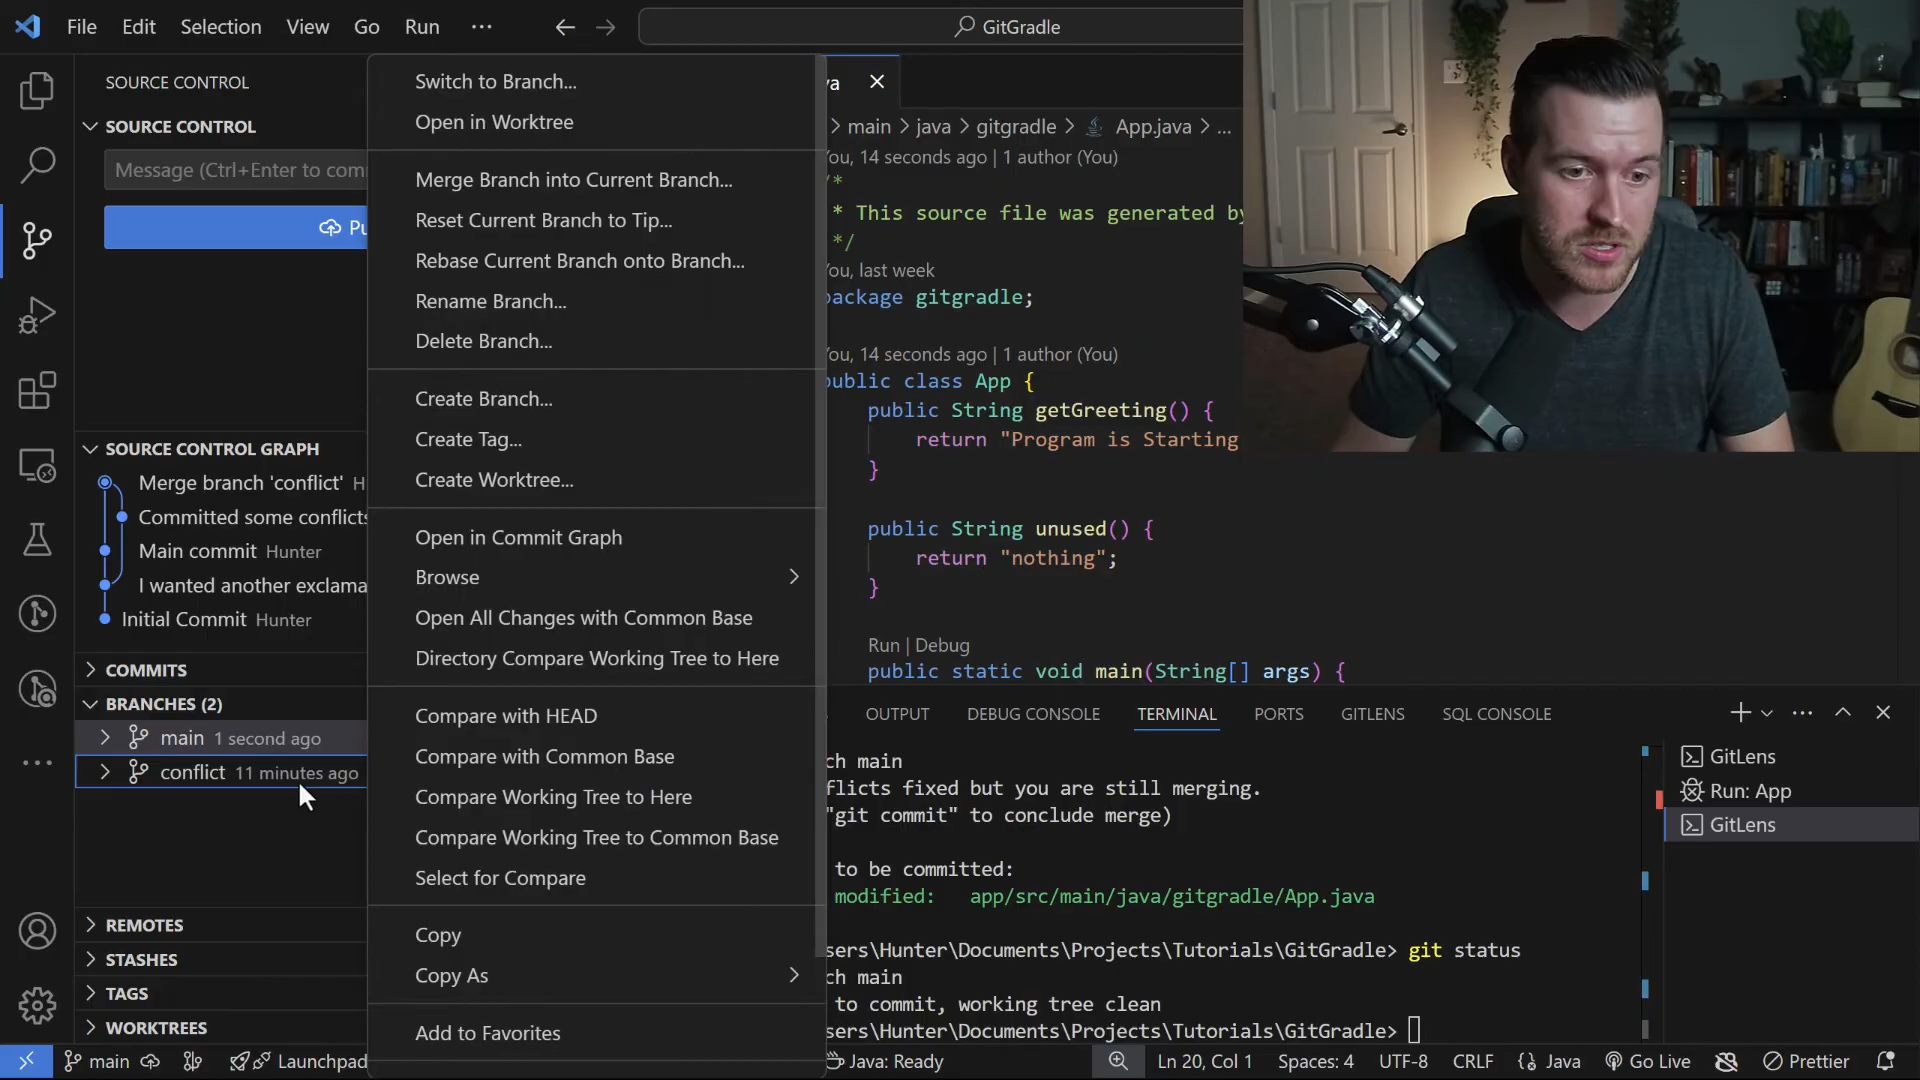 File Edit Selection View Go Run ··· GitGradle
SOURCE CONTROL
SOURCE CONTROL
Message (Ctrl+Enter to com
Pu
SOURCE CONTROL GRAPH
Merge branch 'conflict' H
Committed some conflicts
Main commit Hunter
I wanted another exclama
Initial Commit Hunter
COMMITS
BRANCHES (2)
main 1 second ago
conflict 11 minutes ago
REMOTES
STASHES
TAGS
WORKTREES
Switch to Branch...
Open in Worktree
Merge Branch into Current Branch...
Reset Current Branch to Tip...
Rebase Current Branch onto Branch...
Rename Branch...
Delete Branch...
Create Branch...
Create Tag...
Create Worktree...
Open in Commit Graph
Browse
Open All Changes with Common Base
Directory Compare Working Tree to Here
Compare with HEAD
Compare with Common Base
Compare Working Tree to Here
Compare Working Tree to Common Base
Select for Compare
Copy
Copy As
Add to Favorites
va
> main > java > gitgradle > App.java > ...
You, 14 seconds ago | 1 author (You)
/*
* This source file was generated by
*/
You, last week
package gitgradle;
You, 14 seconds ago | 1 author (You)
public class App {
public String getGreeting() {
return "Program is Starting
}
public String unused() {
return "nothing";
}
Run | Debug
public static void main(String[] args) {
OUTPUT DEBUG CONSOLE TERMINAL PORTS GITLENS SQL CONSOLE
ch main
flicts fixed but you are still merging.
"git commit" to conclude merge)
to be committed:
modified: app/src/main/java/gitgradle/App.java
sers\Hunter\Documents\Projects\Tutorials\GitGradle> git status
ch main
to commit, working tree clean
sers\Hunter\Documents\Projects\Tutorials\GitGradle>
GitLens
Run: App
GitLens
main Launchpad Java: Ready Ln 20, Col 1 Spaces: 4 UTF-8 CRLF {} Java Go Live Prettier